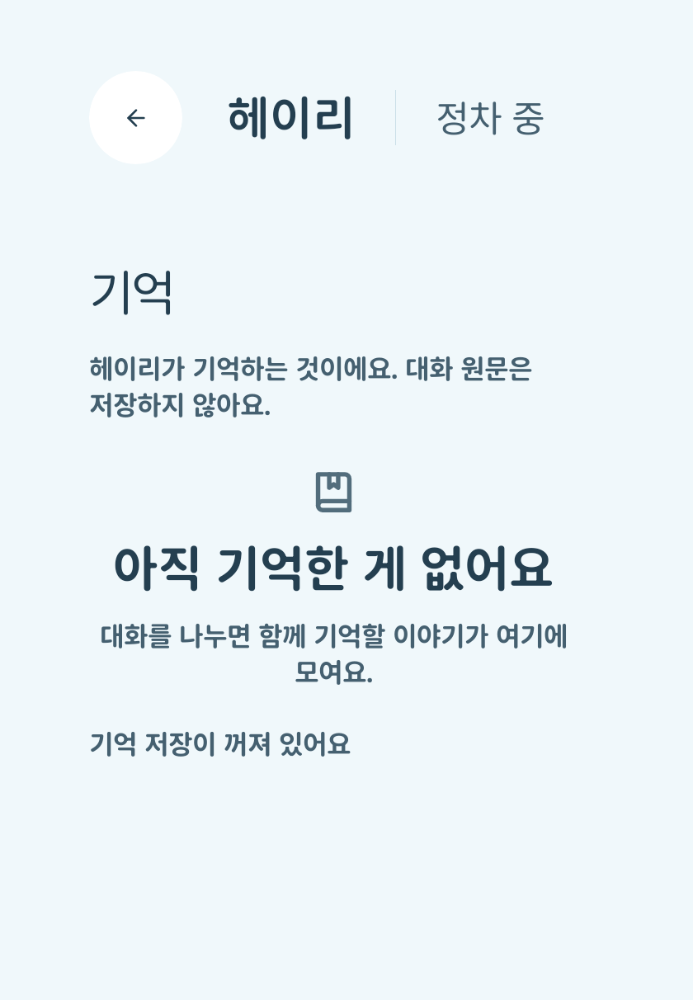 헤이리
정차 중
기억
헤이리가 기억하는 것이에요. 대화 원문은
저장하지 않아요.
아직 기억한 게 없어요
대화를 나누면 함께 기억할 이야기가 여기에
모여요.
기억 저장이 꺼져 있어요